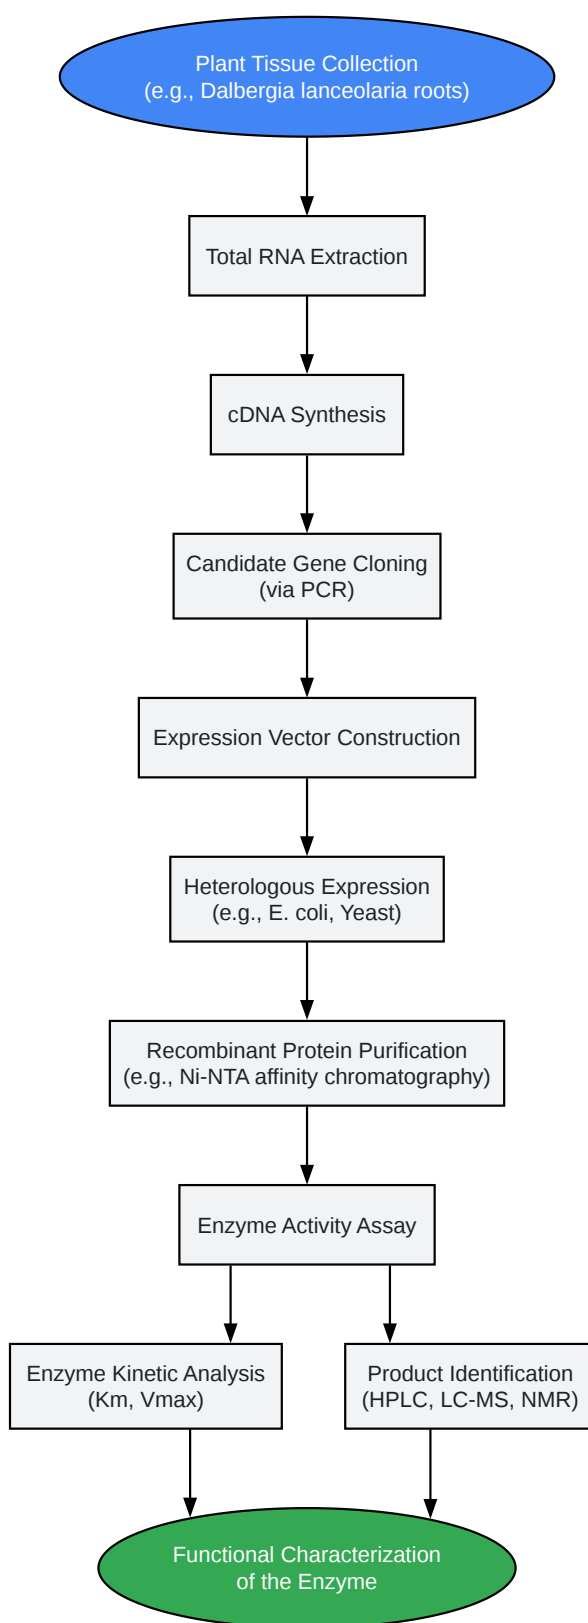 Plant Tissue Collection
(e.g., Dalbergia lanceolaria roots)
Total RNA Extraction
cDNA Synthesis
Candidate Gene Cloning
(via PCR)
Expression Vector Construction
Heterologous Expression
(e.g., E. coli, Yeast)
Recombinant Protein Purification
(e.g., Ni-NTA affinity chromatography)
Enzyme Activity Assay
Enzyme Kinetic Analysis
(Km, Vmax)
Product Identification
(HPLC, LC-MS, NMR)
Functional Characterization
of the Enzyme